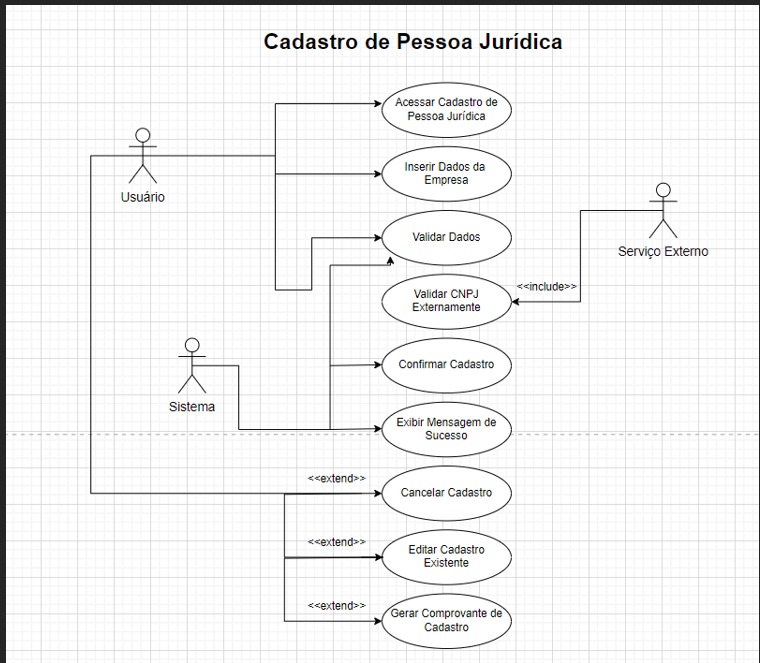 Cadastro de Pessoa Jurídica
Acessar Cadastro de
Pessoa Jurídica
Usuário
Inserir Dados da
Empresa
Validar Dados
Serviço Externo
<<include>>
Validar CNPJ
Externamente
Confirmar Cadastro
Sistema
Exibir Mensagem de
Sucesso
<<extend>>
Cancelar Cadastro
<<extend>>
Editar Cadastro
Existente
<<extend>>
Gerar Comprovante de
Cadastro